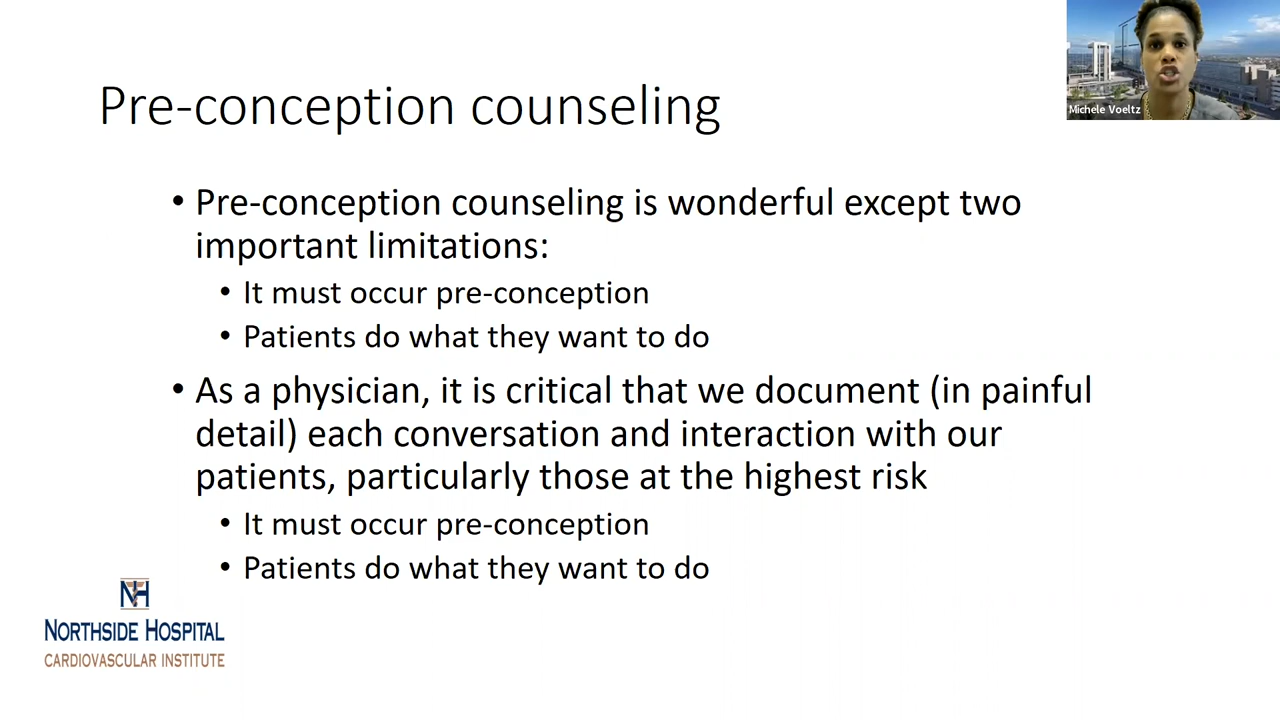 Michele Voeltz
Pre-conception counseling
• Pre-conception counseling is wonderful except two
important limitations:
• It must occur pre-conception
• Patients do what they want to do
• As a physician, it is critical that we document (in painful
detail) each conversation and interaction with our
patients, particularly those at the highest risk
• It must occur pre-conception
• Patients do what they want to do
NH
NORTHSIDE HOSPITAL
CARDIOVASCULAR INSTITUTE